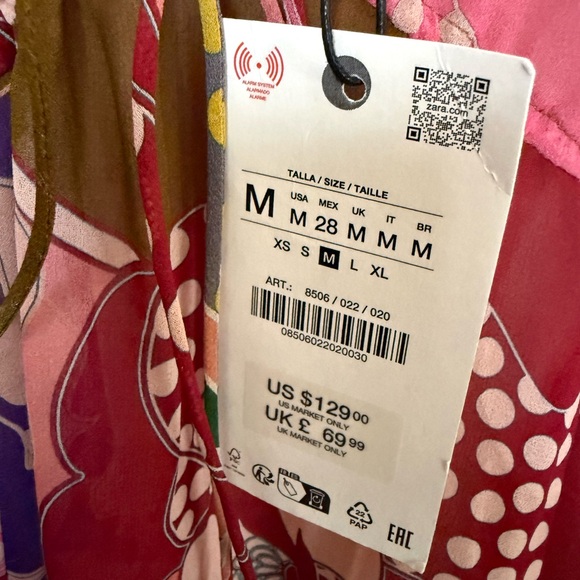 ALARM SYSTEM
ALARMADO
ALARME
zara.com
TALLA / SIZE / TAILLE
USA MEX UK IT BR
M M 28 M M M
XS S M L XL
ART.: 8506 / 022 / 020
08506022020030
US $129 00
US MARKET ONLY
UK £ 69 99
UK MARKET ONLY
22
PAP
EAC